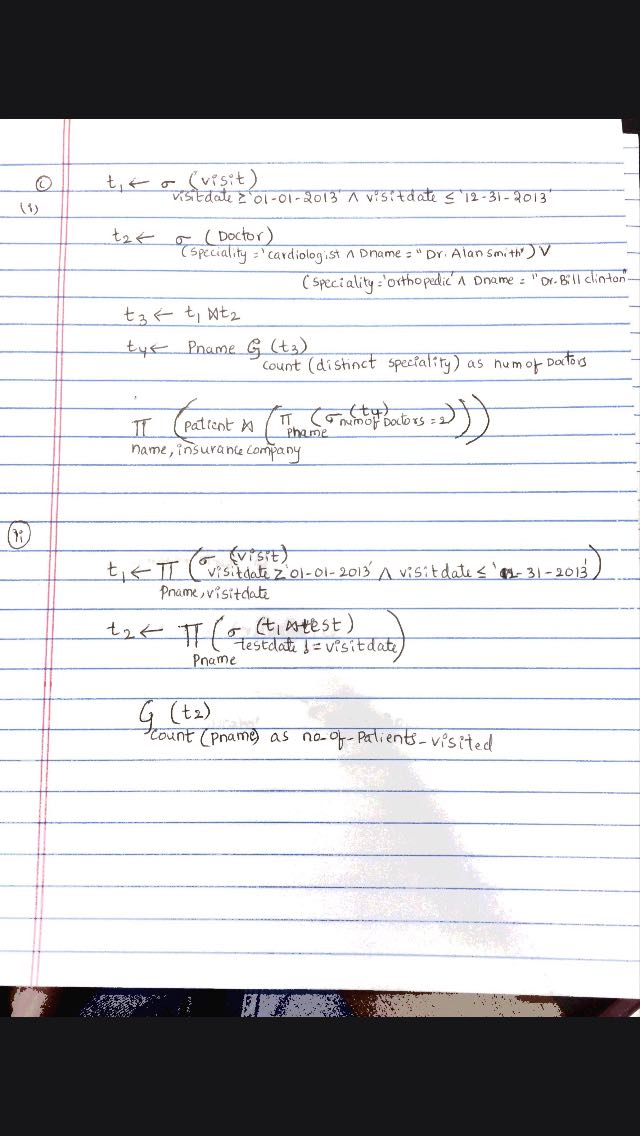 (c) t₁ ← σ (visit)
(i) visitdate ≥ '01-01-2013' ∧ visitdate ≤ '12-31-2013'
t2 ← σ (Doctor)
(speciality = 'cardiologist ∧ Dname = "Dr. Alan Smith") ∨
(speciality = 'orthopedic' ∧ Dname = "Dr. Bill clinton"
t3 ← t₁ ⋈ t2
t4 ← Pname G (t3)
count (distinct speciality) as num of Doctors
π (patient ⋈ (π (σ (t4)
Pname numof Doctors = 2)))
name, insurance company
(ii)
t₁ ← π (σ (visit)
visitdate ≥ '01-01-2013' ∧ visitdate ≤ '12-31-2013')
Pname, visitdate
t2 ← π (σ (t₁ ⋈ test)
testdate != visitdate)
Pname
G (t2)
count (pname) as no-of-patients-visited